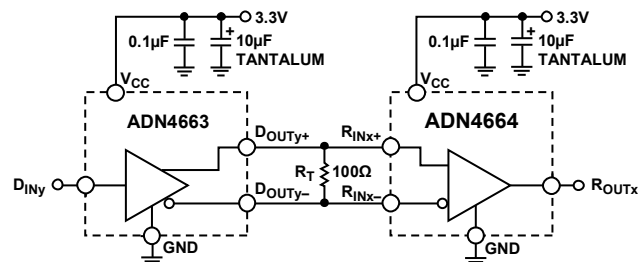 3.3V
3.3V
0.1µF
+
10µF
TANTALUM
0.1µF
+
10µF
TANTALUM
VCC
VCC
ADN4663
ADN4664
DOUTy+
RINx+
DINy
RT
100Ω
ROUTx
DOUTy–
RINx–
GND
GND